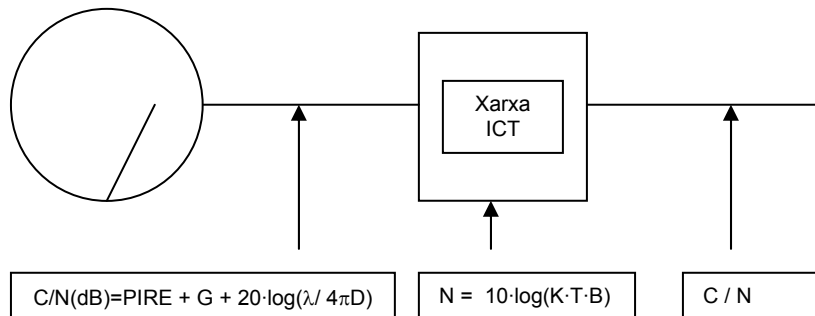 Xarxa
ICT
C/N(dB)=PIRE + G + 20·log(λ/ 4πD)
N =  10·log(K·T·B)
C / N